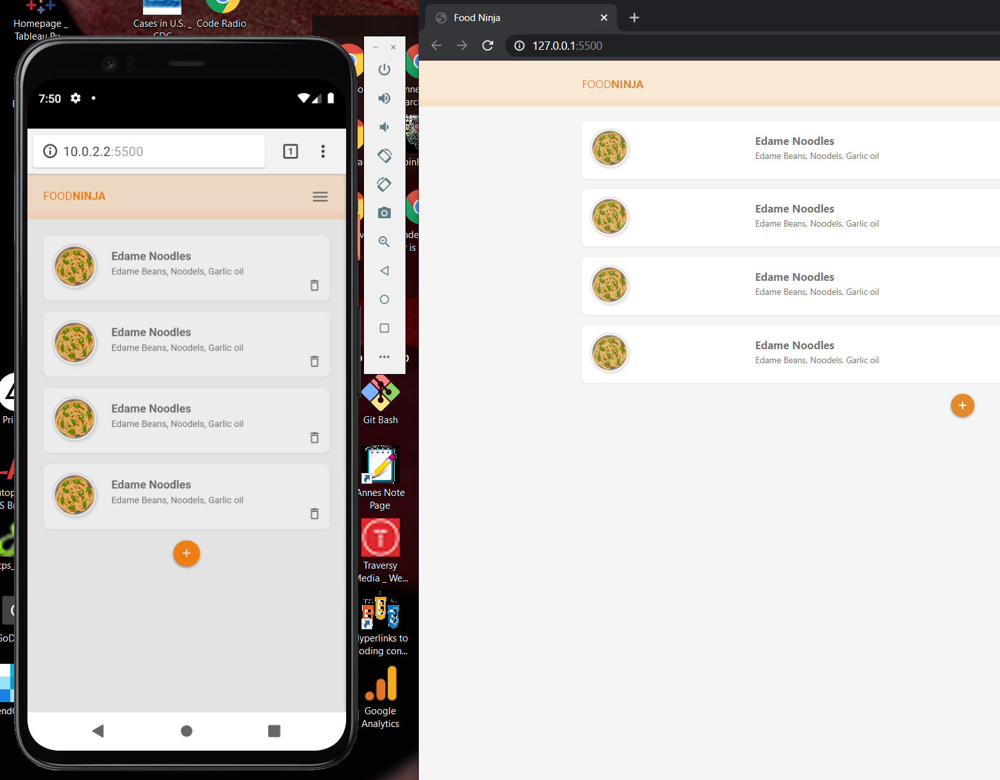 Homepage _
Tableau Pu...
Cases in U.S. _
CDC
Code Radio
7:50
10.0.2.2:5500
1
FOODNINJA
Edame Noodles
Edame Beans, Noodels, Garlic oil
Edame Noodles
Edame Beans, Noodels, Garlic oil
Edame Noodles
Edame Beans, Noodels, Garlic oil
Edame Noodles
Edame Beans, Noodels, Garlic oil
+
Git Bash
Annes Note
Page
T
Traversy
Media _ We...
Hyperlinks to
Coding con...
Google
Analytics
Food Ninja
127.0.0.1:5500
FOODNINJA
Edame Noodles
Edame Beans, Noodels, Garlic oil
Edame Noodles
Edame Beans, Noodels, Garlic oil
Edame Noodles
Edame Beans, Noodels, Garlic oil
Edame Noodles
Edame Beans, Noodels, Garlic oil
+